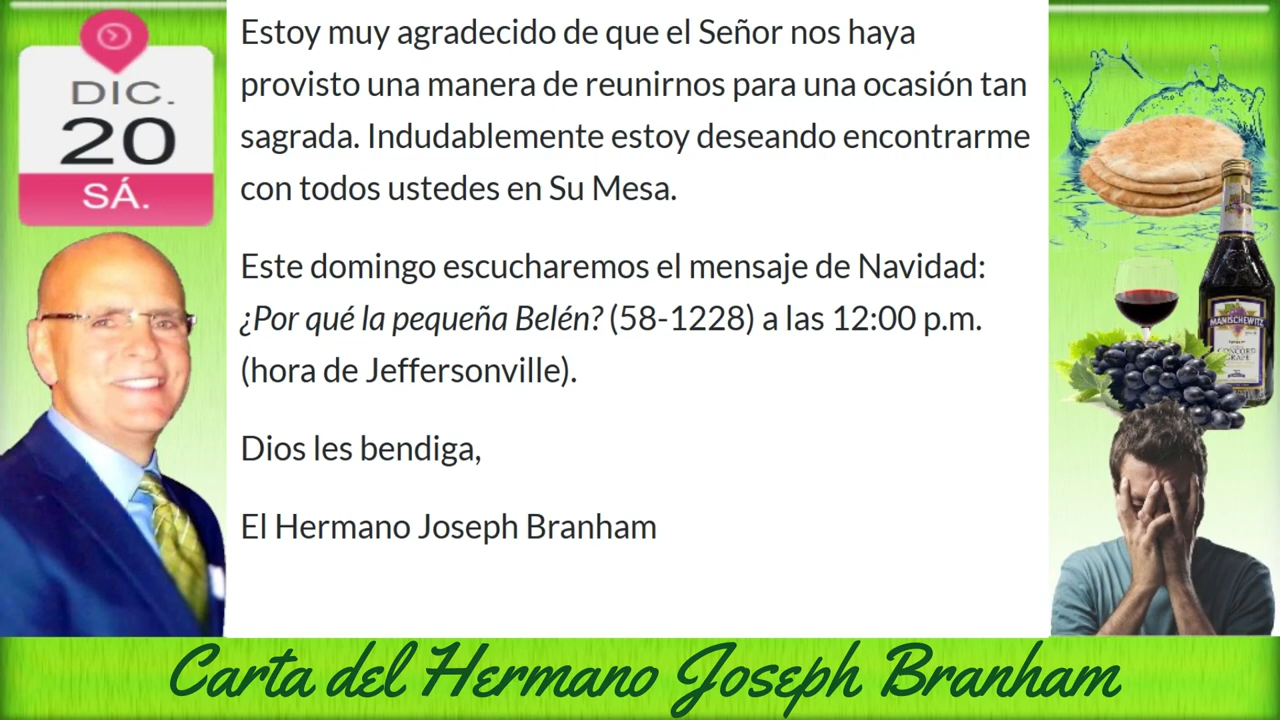 DIC.
20
SÁ.
Estoy muy agradecido de que el Señor nos haya
provisto una manera de reunirnos para una ocasión tan
sagrada. Indudablemente estoy deseando encontrarme
con todos ustedes en Su Mesa.
Este domingo escucharemos el mensaje de Navidad:
¿Por qué la pequeña Belén? (58-1228) a las 12:00 p.m.
(hora de Jeffersonville).
Dios les bendiga,
El Hermano Joseph Branham
MANISCHEWITZ
CONCORD
GRAPE
Carta del Hermano Joseph Branham